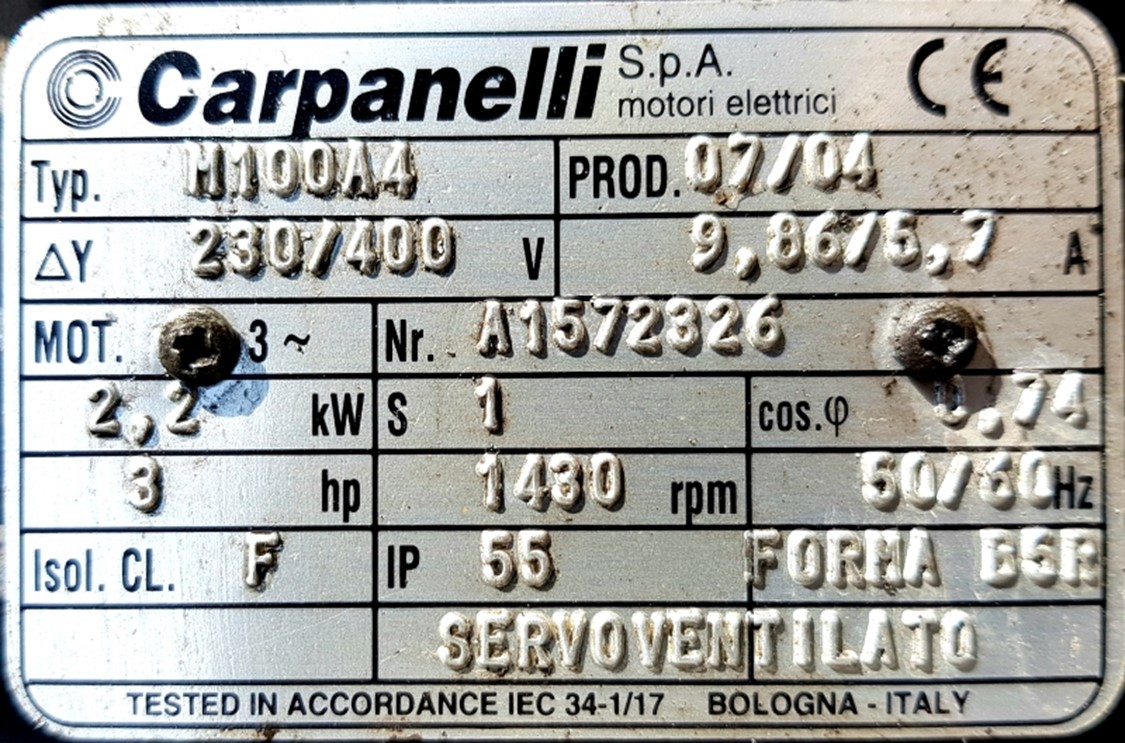 Carpanelli S.p.A. motori elettrici CE
Typ. M100A4 PROD. 07/04
ΔY 230/400 V 9,86/5,7 A
MOT. 3 ~ Nr. A1572326
2,2 kW S 1 cos.φ 0.74
3 hp 1430 rpm 50/60 Hz
Isol. CL. F IP 55 FORMA B5R
SERVOVENTILATO
TESTED IN ACCORDANCE IEC 34-1/17 BOLOGNA - ITALY